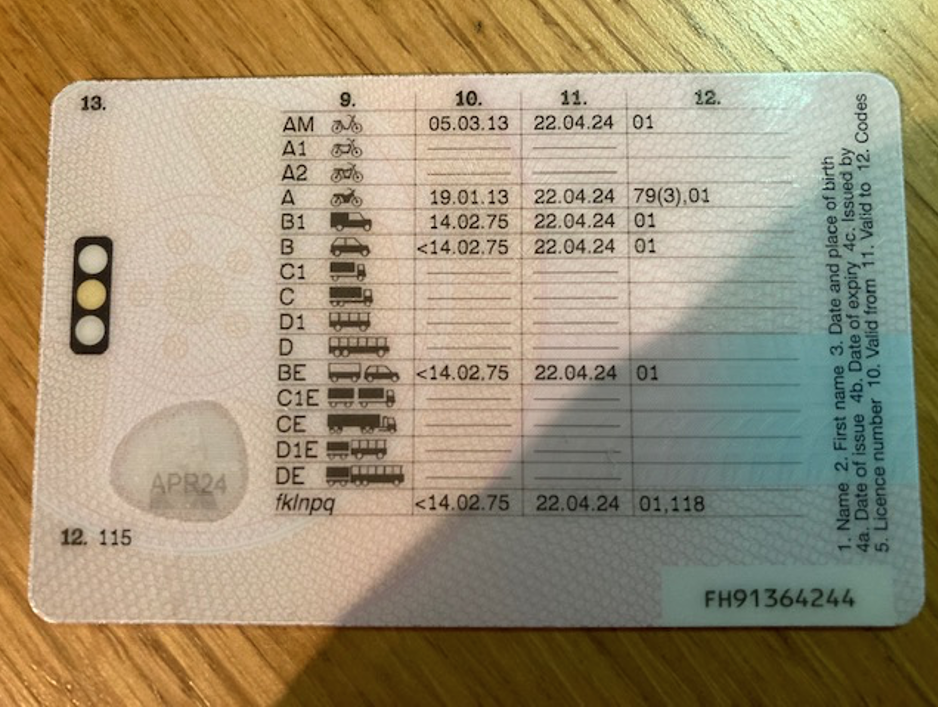 13.
9. 10. 11. 12.
AM 05.03.13 22.04.24 01
A1
A2
A 19.01.13 22.04.24 79(3),01
B1 14.02.75 22.04.24 01
B <14.02.75 22.04.24 01
C1
C
D1
D
BE <14.02.75 22.04.24 01
C1E
CE
D1E
DE
fklnpq <14.02.75 22.04.24 01,118
APR24
12. 115
1. Name 2. First name 3. Date and place of birth
4a. Date of issue 4b. Date of expiry 4c. Issued by
5. Licence number 10. Valid from 11. Valid to 12. Codes
FH91364244